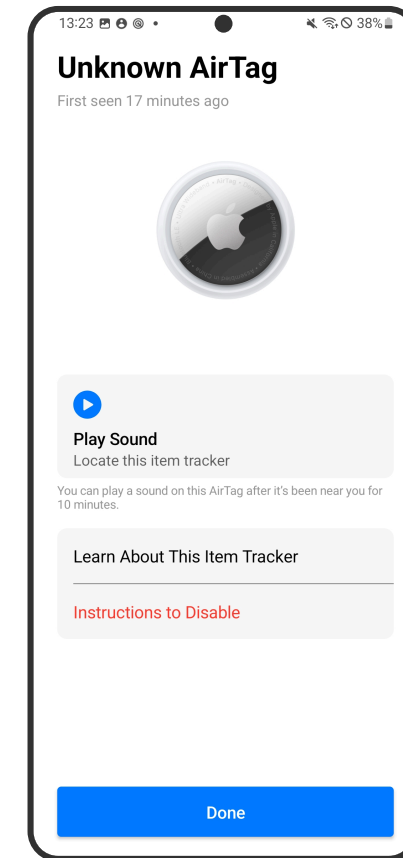 13:23 38%
Unknown AirTag
First seen 17 minutes ago
Play Sound
Locate this item tracker
You can play a sound on this AirTag after it's been near you for
10 minutes.
Learn About This Item Tracker
Instructions to Disable
Done